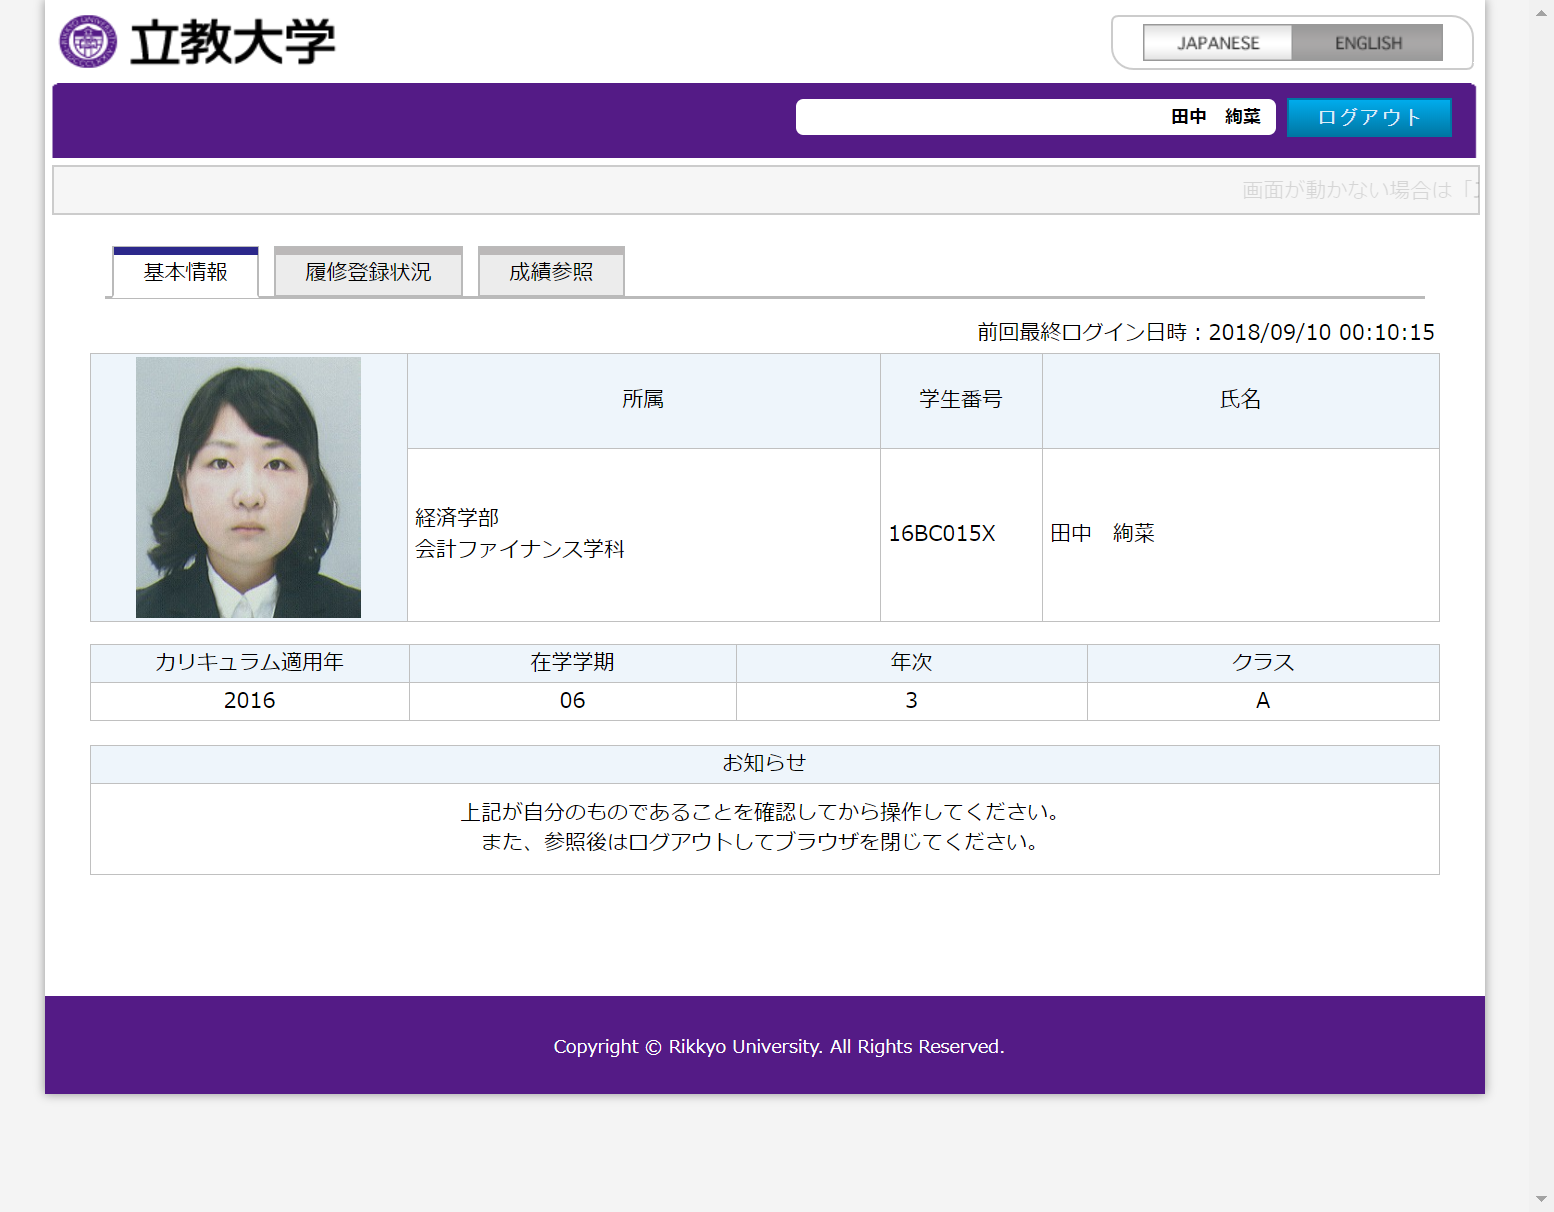 立教大学
JAPANESE ENGLISH
田中　絢菜 ログアウト
画面が動かない場合は「
基本情報 履修登録状況 成績参照
前回最終ログイン日時：2018/09/10 00:10:15
所属 学生番号 氏名
経済学部
会計ファイナンス学科
16BC015X
田中　絢菜
カリキュラム適用年 在学学期 年次 クラス
2016 06 3 A
お知らせ
上記が自分のものであることを確認してから操作してください。
また、参照後はログアウトしてブラウザを閉じてください。
Copyright © Rikkyo University. All Rights Reserved.